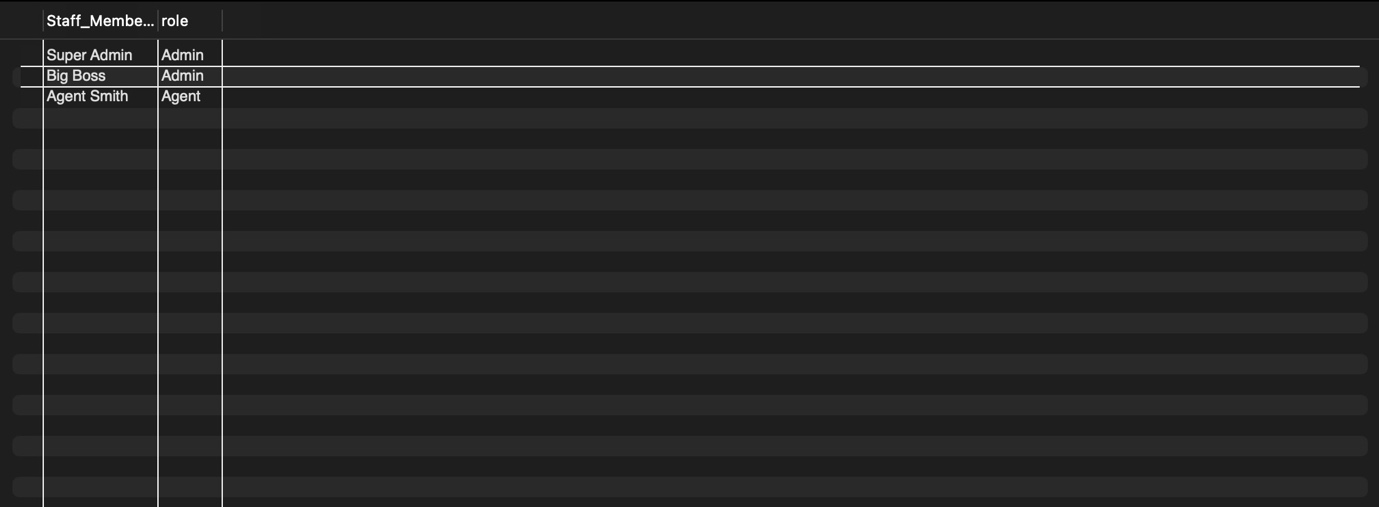 Staff_Membe... role
Super Admin Admin
Big Boss Admin
Agent Smith Agent